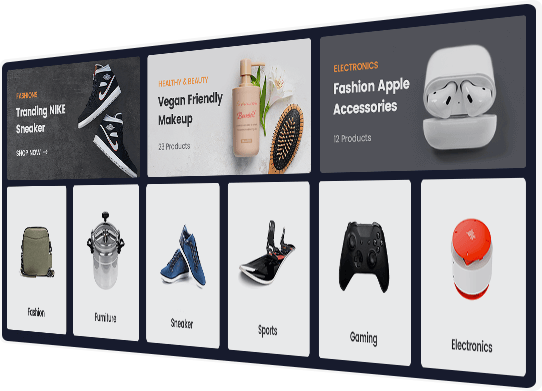 FASHIONS
Tranding NIKE
Sneaker
SHOP NOW
HEALTHY & BEAUTY
Vegan Friendly
Makeup
23 Products
ELECTRONICS
Fashion Apple
Accessories
12 Products
Fashion
Furniture
Sneaker
Sports
Gaming
Electronics